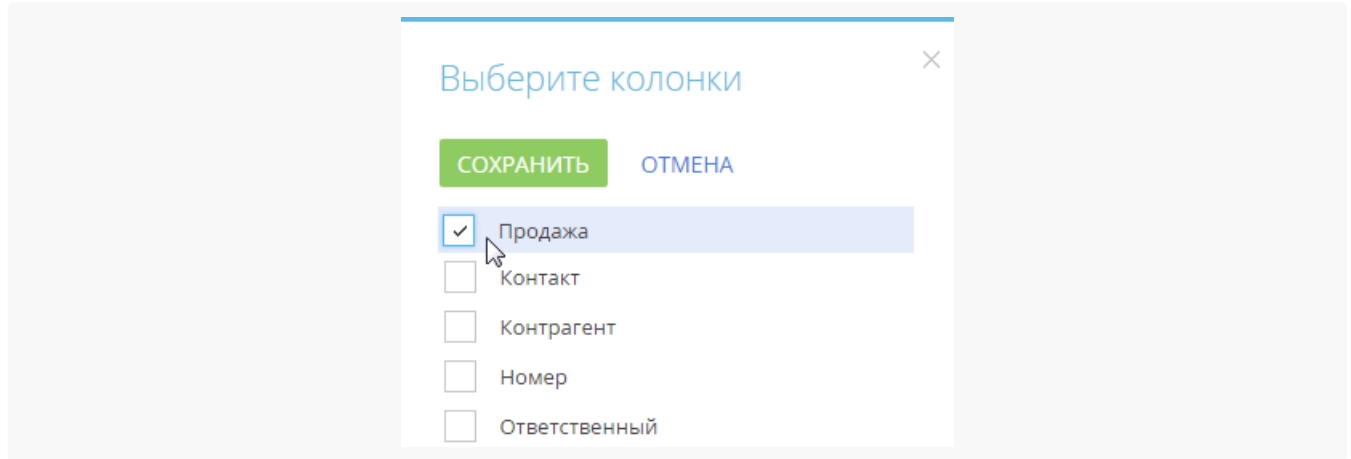 Выберите колонки
СОХРАНИТЬ ОТМЕНА
Продажа
Контакт
Контрагент
Номер
Ответственный